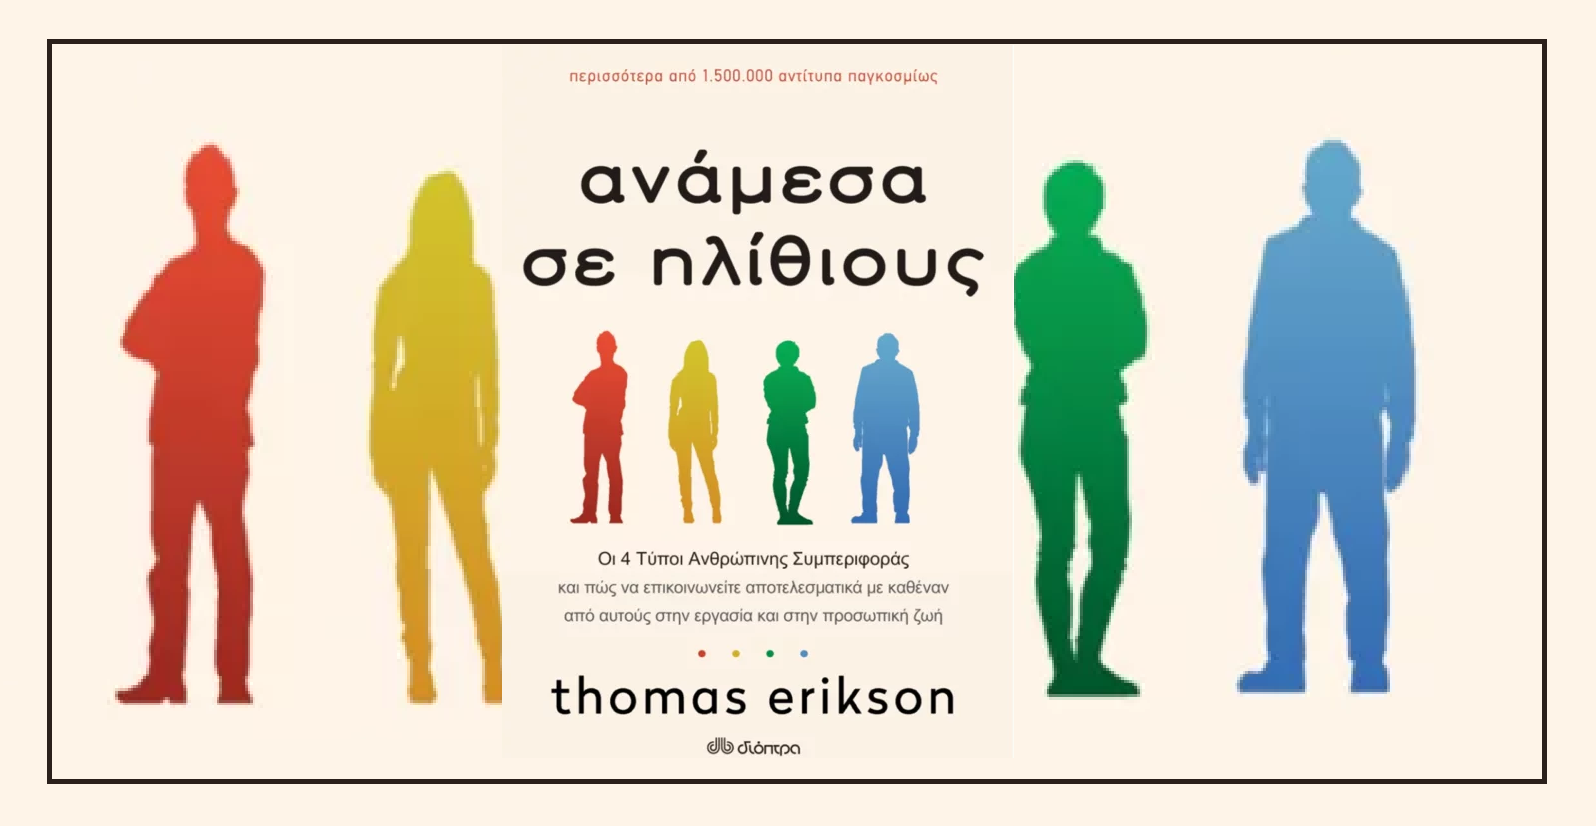 περισσότερα από 1.500.000 αντίτυπα παγκοσμίως
ανάμεσα
σε ηλίθιους
Οι 4 Τύποι Ανθρώπινης Συμπεριφοράς
και πώς να επικοινωνείτε αποτελεσματικά με καθέναν
από αυτούς στην εργασία και στην προσωπική ζωή
thomas erikson
διόπτρα